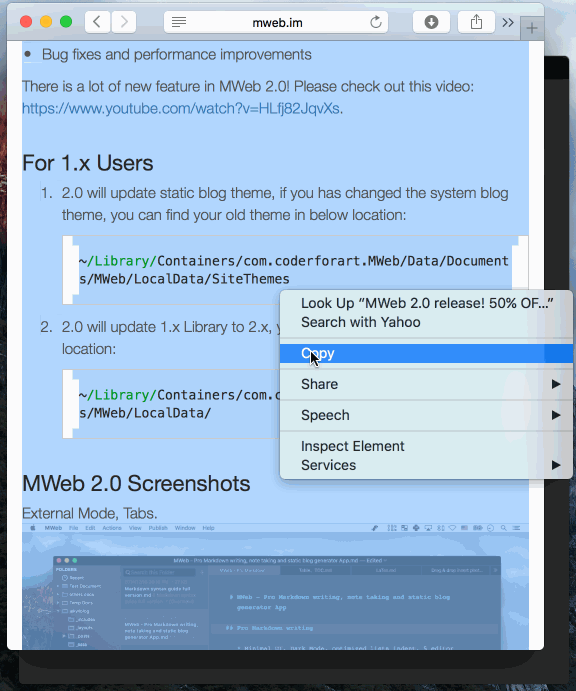 mweb.im
Bug fixes and performance improvements
There is a lot of new feature in MWeb 2.0! Please check out this video:
https://www.youtube.com/watch?v=HLfj82JqvXs.
For 1.x Users
1. 2.0 will update static blog theme, if you has changed the system blog
theme, you can find your old theme in below location:
~/Library/Containers/com.coderforart.MWeb/Data/Document
s/MWeb/LocalData/SiteThemes
2. 2.0 will update 1.x Library to 2.x, y
location:
~/Library/Containers/com.c
s/MWeb/LocalData/
Look Up “MWeb 2.0 release! 50% OF...”
Search with Yahoo
Copy
Share
Speech
Inspect Element
Services
MWeb 2.0 Screenshots
External Mode, Tabs.
MWeb File Edit Actions View Publish Window Help
MWeb - Pro Markdown writing, note taking and static blog generator App.md — Edited
# MWeb - Pro Markdown writing, note taking and static blog
generator App
## Pro Markdown writing